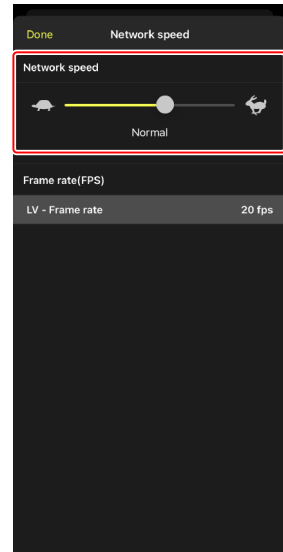 Done Network speed
Network speed
Normal
Frame rate(FPS)
LV - Frame rate 20 fps